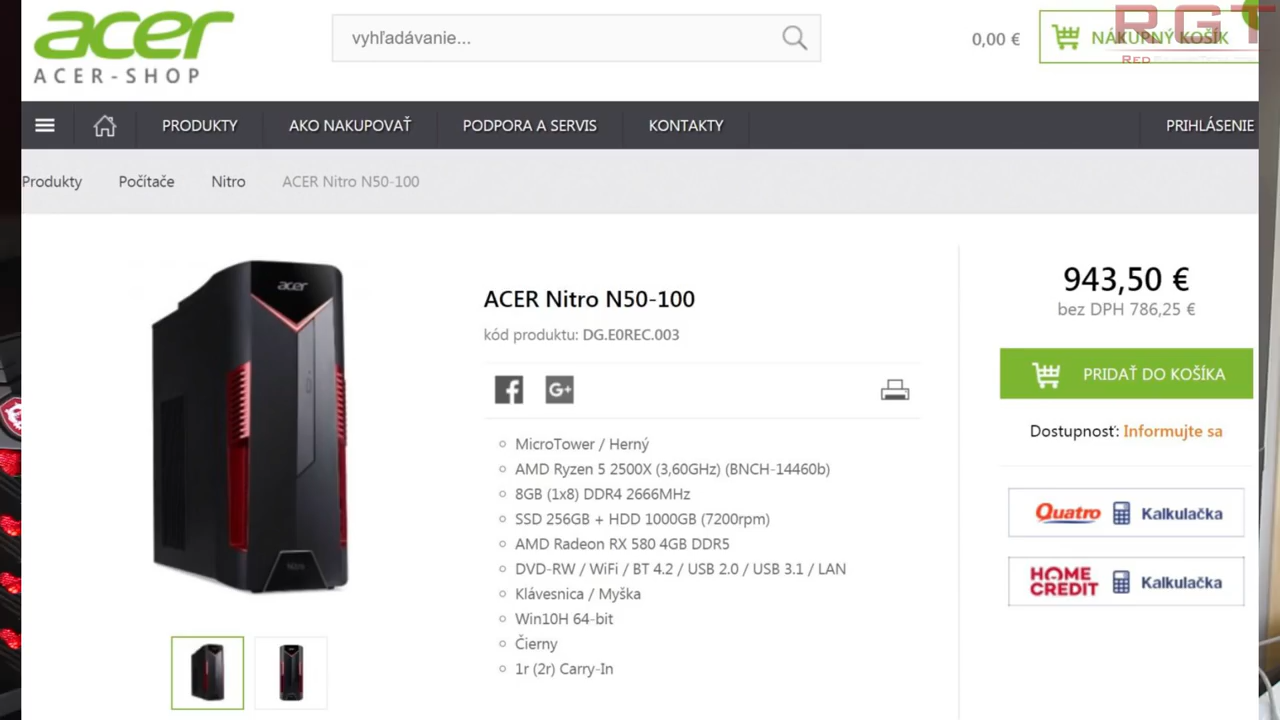 acer
ACER-SHOP
vyhľadávanie...
0,00 €
NÁKUPNÝ KOŠÍK
RGT
RED
PRODUKTY
AKO NAKUPOVAŤ
PODPORA A SERVIS
KONTAKTY
PRIHLÁSENIE
Produkty
Počítače
Nitro
ACER Nitro N50-100
acer
Nitro
ACER Nitro N50-100
kód produktu: DG.E0REC.003
f
G+
MicroTower / Herný
AMD Ryzen 5 2500X (3,60GHz) (BNCH-14460b)
8GB (1x8) DDR4 2666MHz
SSD 256GB + HDD 1000GB (7200rpm)
AMD Radeon RX 580 4GB DDR5
DVD-RW / WiFi / BT 4.2 / USB 2.0 / USB 3.1 / LAN
Klávesnica / Myška
Win10H 64-bit
Čierny
1r (2r) Carry-In
943,50 €
bez DPH 786,25 €
PRIDAŤ DO KOŠÍKA
Dostupnosť: Informujte sa
Quatro Kalkulačka
HOME CREDIT Kalkulačka